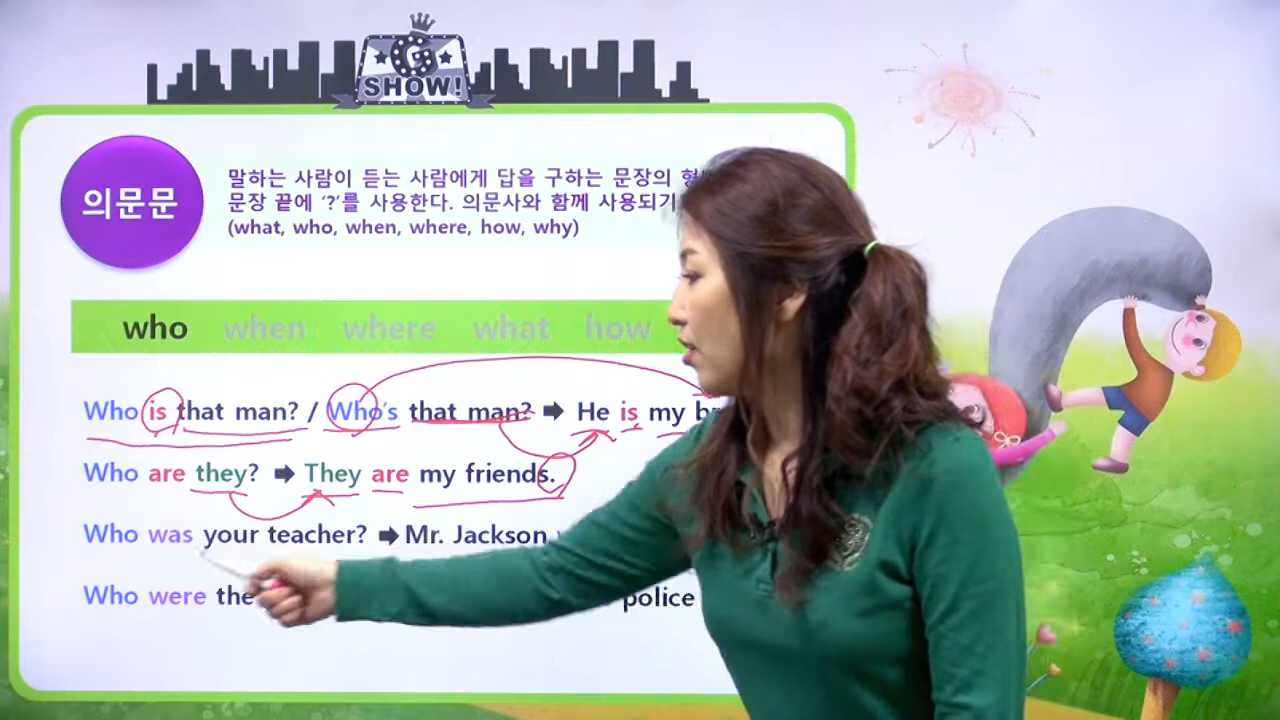 G
SHOW!
의문문
말하는 사람이 듣는 사람에게 답을 구하는 문장의
문장 끝에 '?'를 사용한다. 의문사와 함께 사용되기
(what, who, when, where, how, why)
who when where what how
Who is that man? / Who's that man? ➡ He is my
Who are they? ➡ They are my friends.
Who was your teacher? ➡ Mr. Jackson
Who were police